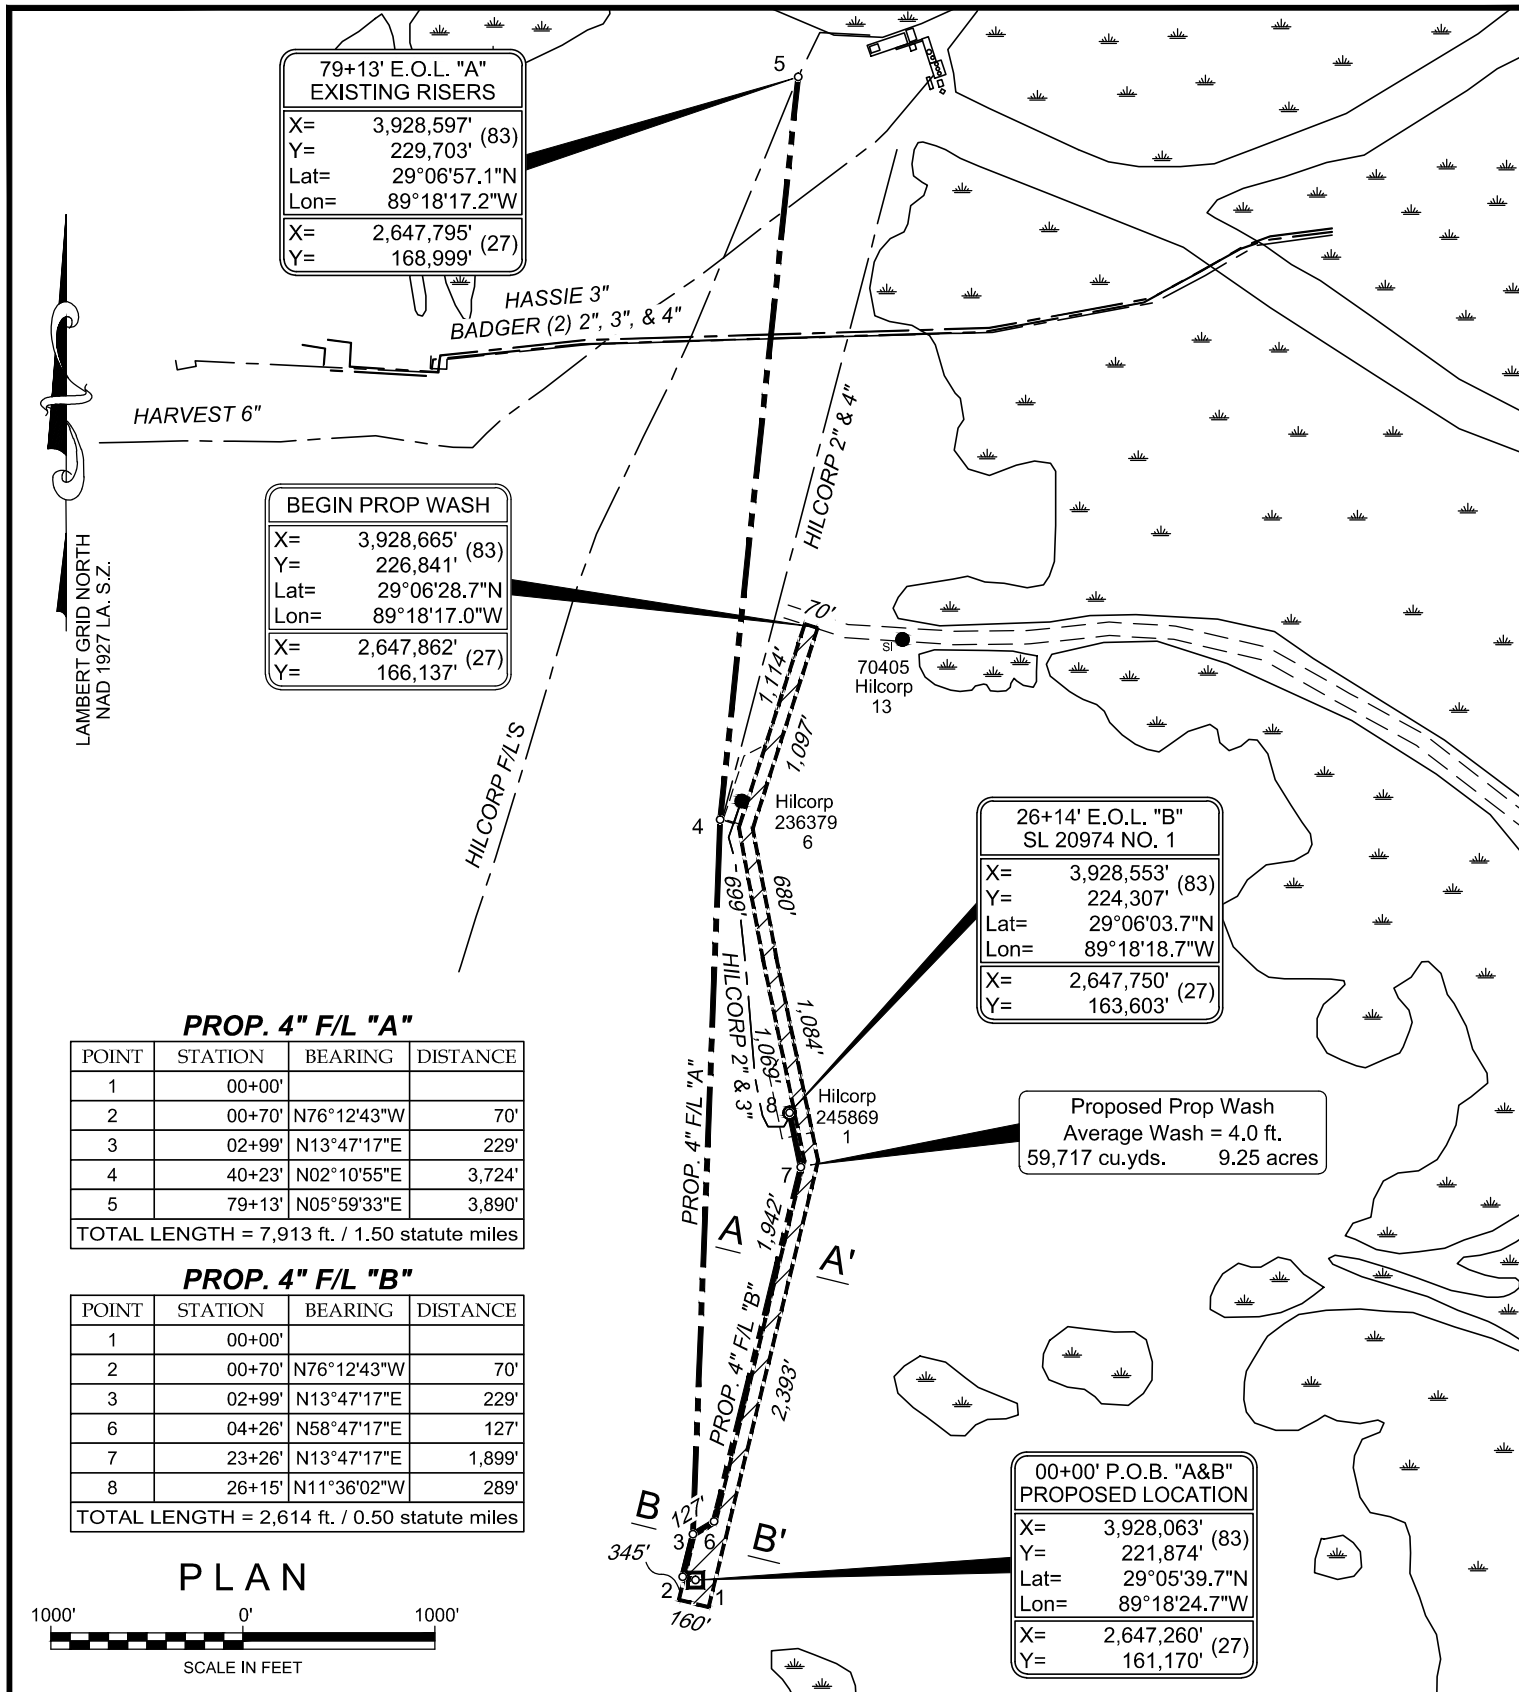 79+13' E.O.L. "A"
EXISTING RISERS
X= 3,928,597' (83)
Y= 229,703'
Lat= 29°06'57.1"N
Lon= 89°18'17.2"W
X= 2,647,795' (27)
Y= 168,999'
5
HASSIE 3"
BADGER (2) 2", 3", & 4"
HARVEST 6"
HILCORP 2" & 4"
LAMBERT GRID NORTH
NAD 1927 LA. S.Z.
BEGIN PROP WASH
X= 3,928,665' (83)
Y= 226,841'
Lat= 29°06'28.7"N
Lon= 89°18'17.0"W
X= 2,647,862' (27)
Y= 166,137'
70'
SI
70405
Hilcorp
13
1,114'
1,097'
HILCORP F/L'S
4
Hilcorp
236379
6
699'
680'
26+14' E.O.L. "B"
SL 20974 NO. 1
X= 3,928,553' (83)
Y= 224,307'
Lat= 29°06'03.7"N
Lon= 89°18'18.7"W
X= 2,647,750' (27)
Y= 163,603'
HILCORP 2" & 3"
1,069'
1,084'
8
Hilcorp
245869
1
Proposed Prop Wash
Average Wash = 4.0 ft.
59,717 cu.yds. 9.25 acres
7
PROP. 4" F/L "A"
1,942'
A
A'
PROP. 4" F/L "B"
2,393'
PROP. 4" F/L "A"
POINT STATION BEARING DISTANCE
1 00+00'
2 00+70' N76°12'43"W 70'
3 02+99' N13°47'17"E 229'
4 40+23' N02°10'55"E 3,724'
5 79+13' N05°59'33"E 3,890'
TOTAL LENGTH = 7,913 ft. / 1.50 statute miles
PROP. 4" F/L "B"
POINT STATION BEARING DISTANCE
1 00+00'
2 00+70' N76°12'43"W 70'
3 02+99' N13°47'17"E 229'
6 04+26' N58°47'17"E 127'
7 23+26' N13°47'17"E 1,899'
8 26+15' N11°36'02"W 289'
TOTAL LENGTH = 2,614 ft. / 0.50 statute miles
B
127'
3 6
B'
345'
2
1
160'
00+00' P.O.B. "A&B"
PROPOSED LOCATION
X= 3,928,063' (83)
Y= 221,874'
Lat= 29°05'39.7"N
Lon= 89°18'24.7"W
X= 2,647,260' (27)
Y= 161,170'
PLAN
1000' 0' 1000'
SCALE IN FEET